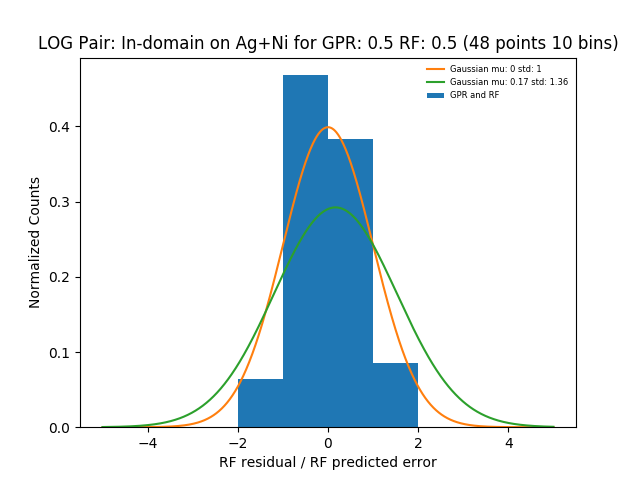 LOG Pair: In-domain on Ag+Ni for GPR: 0.5 RF: 0.5 (48 points 10 bins)
Gaussian mu: 0 std: 1
Gaussian mu: 0.17 std: 1.36
GPR and RF
Normalized Counts
0.4
0.3
0.2
0.1
0.0
−4 −2 0 2 4
RF residual / RF predicted error